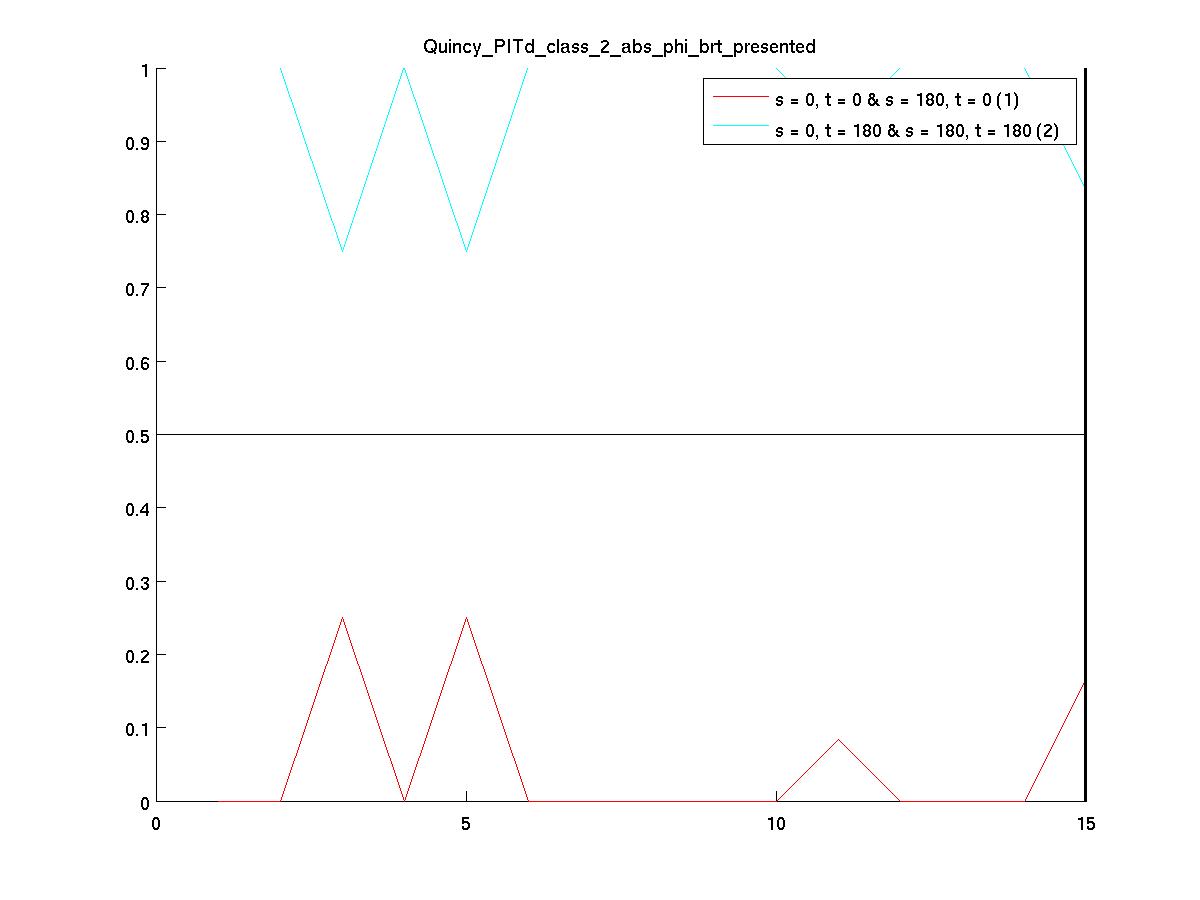 Quincy_PITd_class_2_abs_phi_brt_presented
s = 0, t = 0 & s = 180, t = 0 (1)
s = 0, t = 180 & s = 180, t = 180 (2)
1
0.9
0.8
0.7
0.6
0.5
0.4
0.3
0.2
0.1
0
0 5 10 15